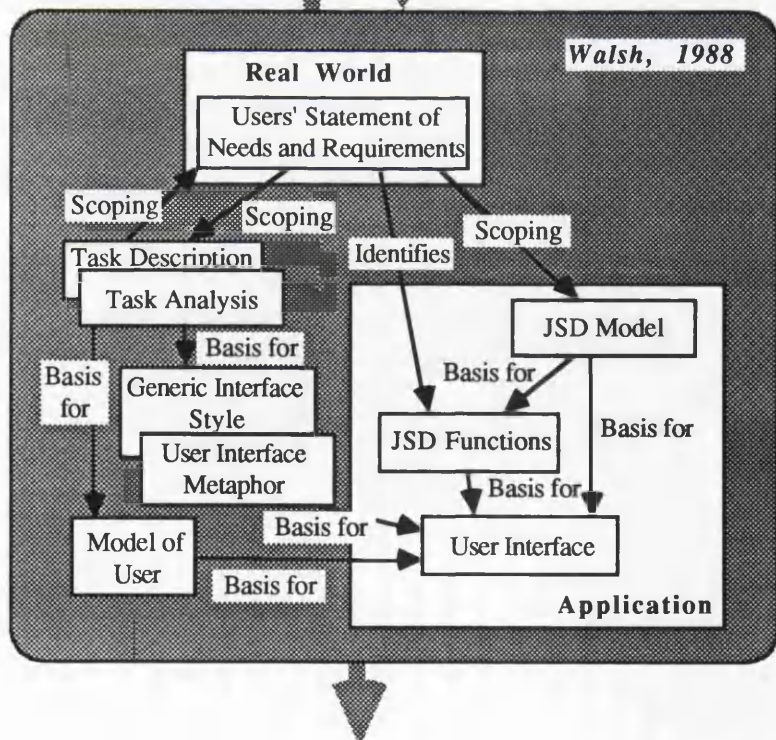 Walsh, 1988
Real World
Users' Statement of
Needs and Requirements
Scoping
Scoping
Identifies
Scoping
Task Description
Task Analysis
Basis for
Basis
for
Generic Interface
Style
User Interface
Metaphor
Model of
User
Basis for
Basis for
JSD Model
Basis for
Basis for
JSD Functions
Basis for
User Interface
Application